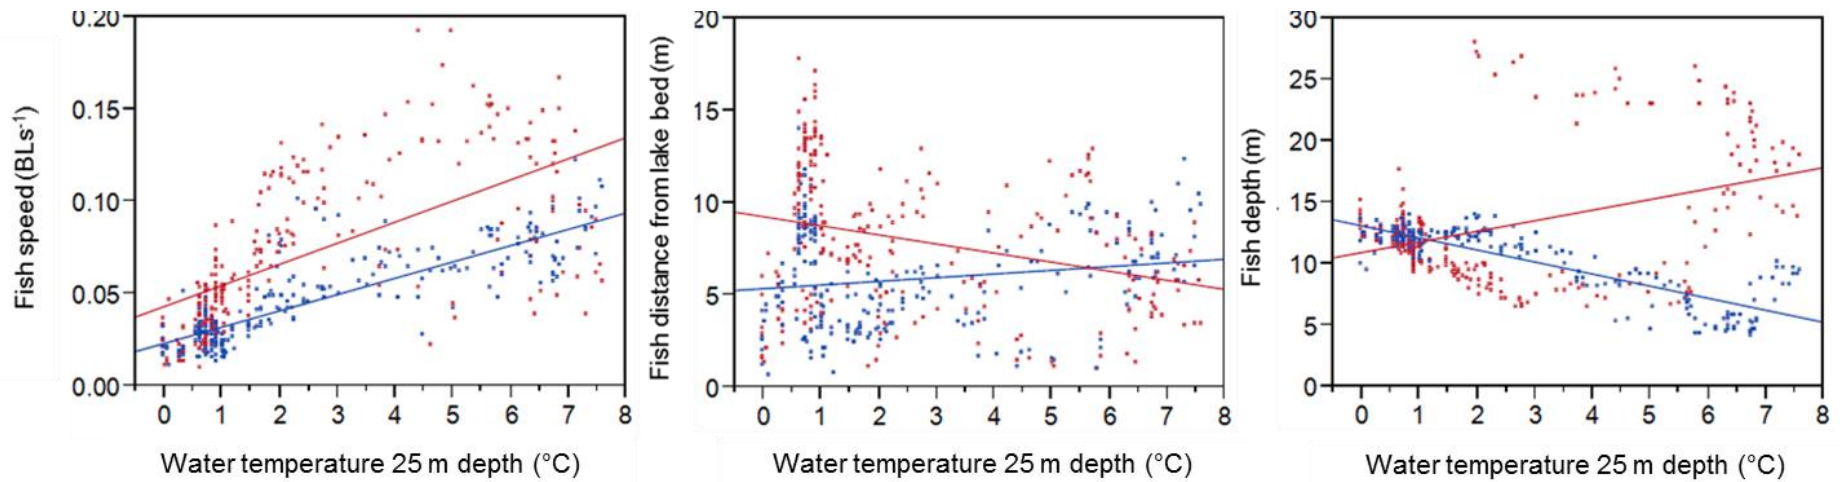 Fish speed (BLs-1)
0.20
0.15
0.10
0.05
0.00
0 1 2 3 4 5 6 7 8
Water temperature 25 m depth (°C)
Fish distance from lake bed (m)
20
15
10
5
0
0 1 2 3 4 5 6 7 8
Water temperature 25 m depth (°C)
Fish depth (m)
30
25
20
15
10
5
0
0 1 2 3 4 5 6 7 8
Water temperature 25 m depth (°C)